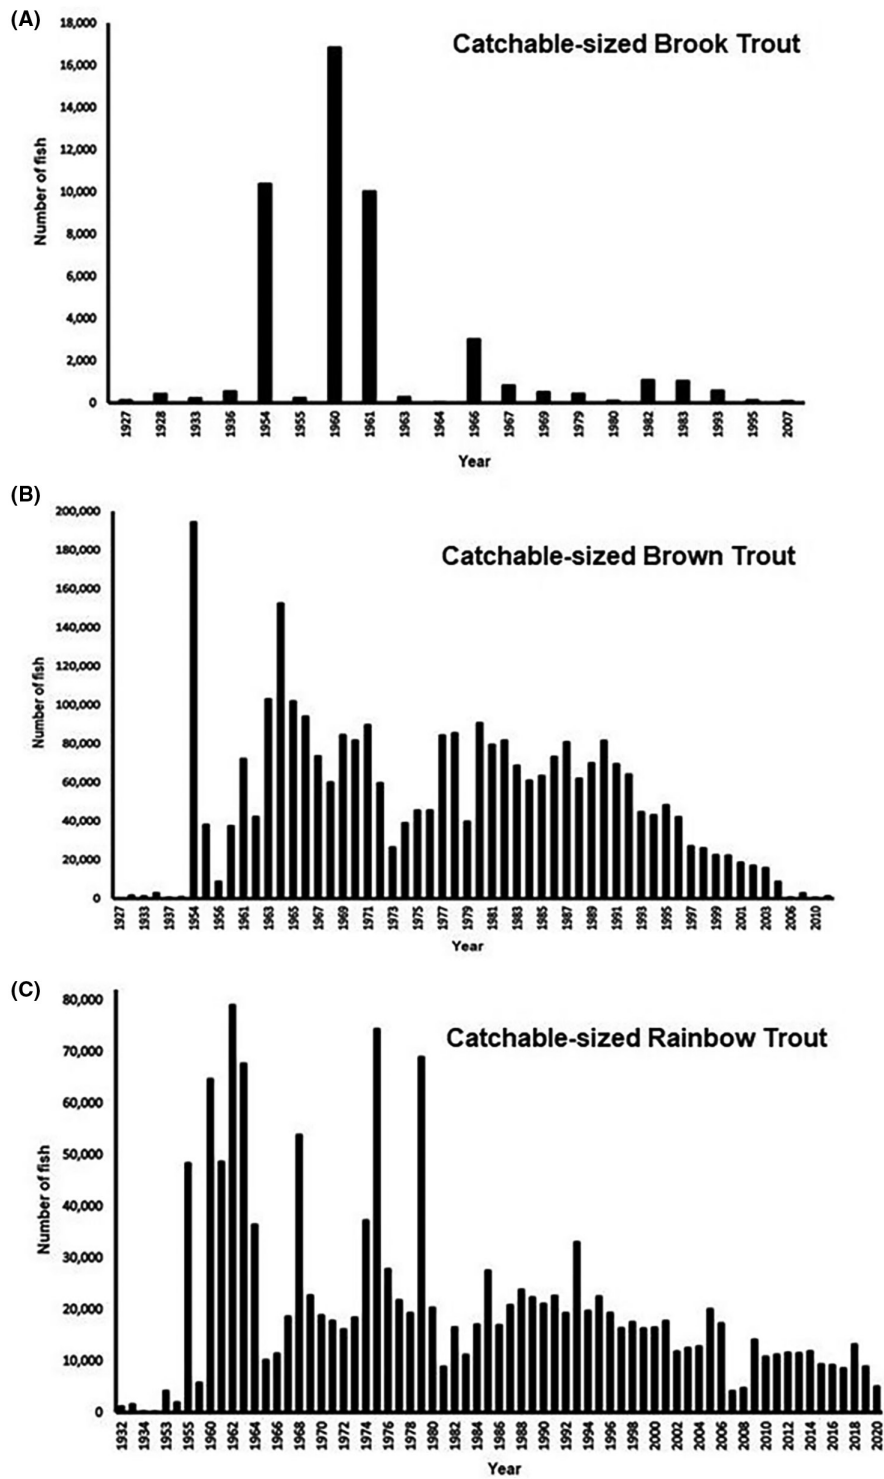 (A)
Catchable-sized Brook Trout
18,000
16,000
14,000
12,000
10,000
8,000
6,000
4,000
2,000
0
Number of fish
1927 1928 1933 1936 1954 1955 1960 1961 1963 1964 1966 1967 1969 1979 1980 1982 1983 1993 1995 2007
Year
(B)
Catchable-sized Brown Trout
200,000
180,000
160,000
140,000
120,000
100,000
80,000
60,000
40,000
20,000
0
Number of fish
1927 1933 1937 1954 1956 1961 1963 1965 1967 1969 1971 1973 1975 1977 1979 1981 1983 1985 1987 1989 1991 1993 1995 1997 1999 2001 2003 2006 2010
Year
(C)
Catchable-sized Rainbow Trout
80,000
70,000
60,000
50,000
40,000
30,000
20,000
10,000
0
Number of fish
1932 1934 1953 1955 1960 1962 1964 1966 1968 1970 1972 1974 1976 1978 1980 1982 1984 1986 1988 1990 1992 1994 1996 1998 2000 2002 2004 2006 2008 2010 2012 2014 2016 2018 2020
Year